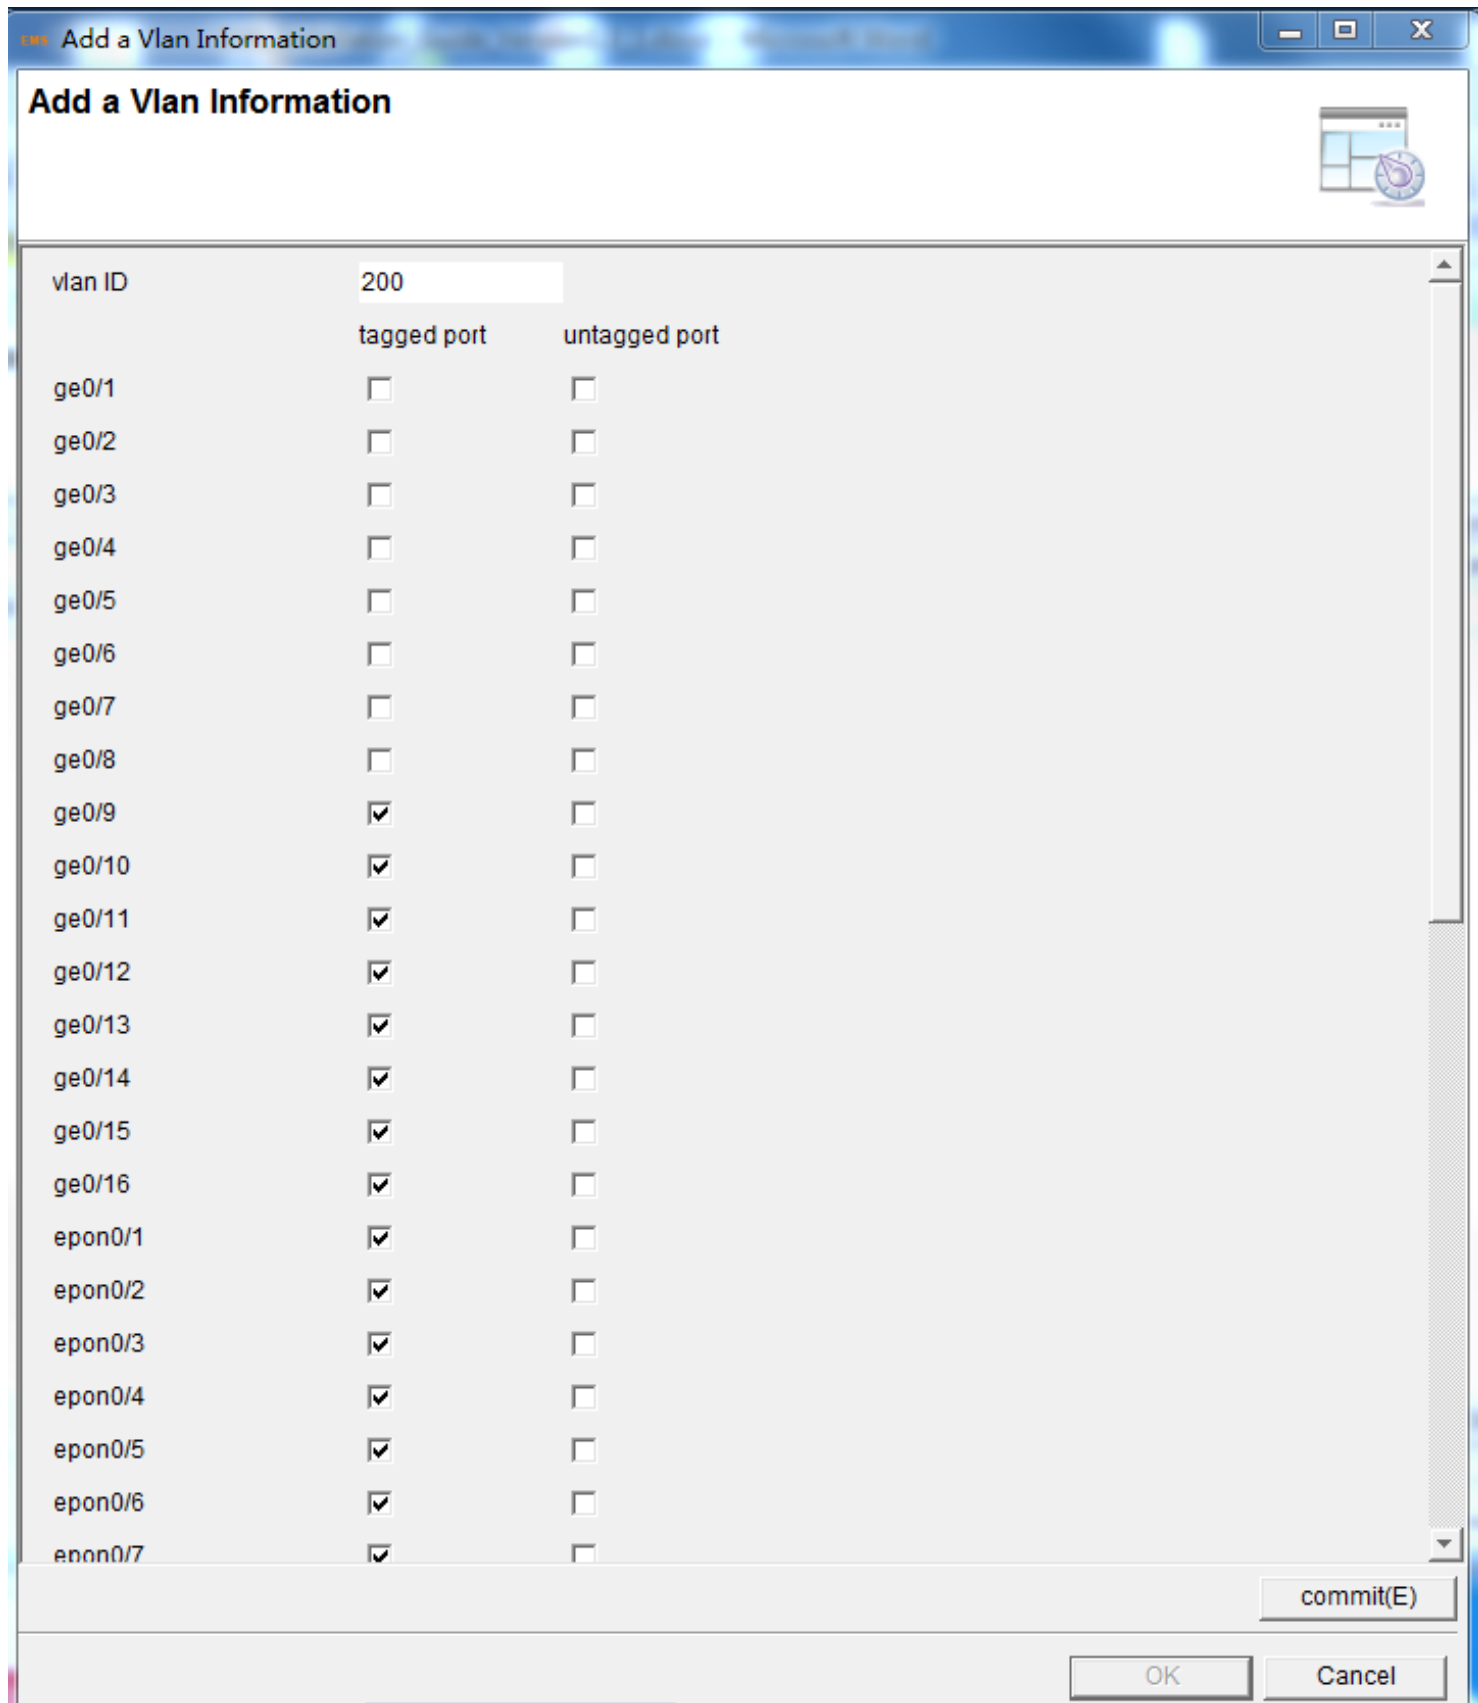 EMS Add a Vlan Information
Add a Vlan Information
vlan ID 200
tagged port untagged port
ge0/1
ge0/2
ge0/3
ge0/4
ge0/5
ge0/6
ge0/7
ge0/8
ge0/9
ge0/10
ge0/11
ge0/12
ge0/13
ge0/14
ge0/15
ge0/16
epon0/1
epon0/2
epon0/3
epon0/4
epon0/5
epon0/6
epon0/7
commit(E)
OK Cancel